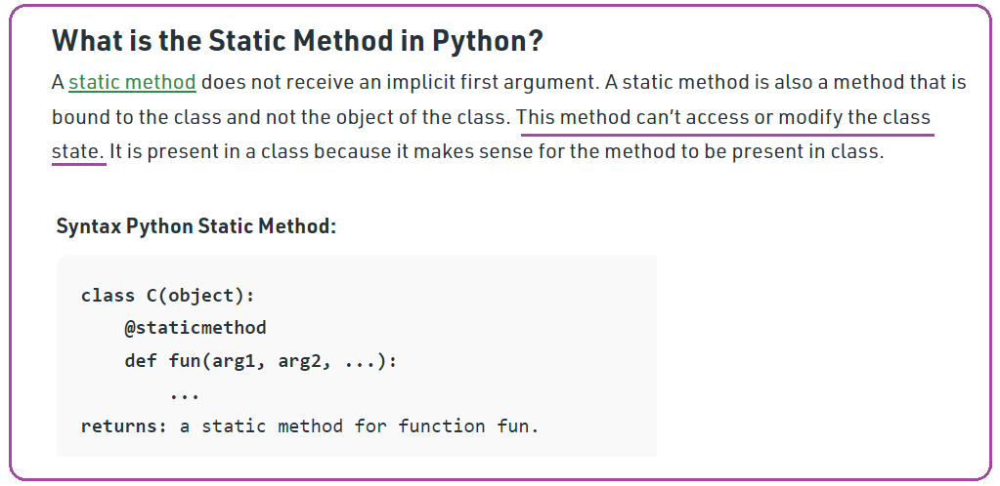 What is the Static Method in Python?
A static method does not receive an implicit first argument. A static method is also a method that is
bound to the class and not the object of the class. This method can’t access or modify the class
state. It is present in a class because it makes sense for the method to be present in class.
Syntax Python Static Method:
class C(object):
    @staticmethod
    def fun(arg1, arg2, ...):
        ...
returns: a static method for function fun.